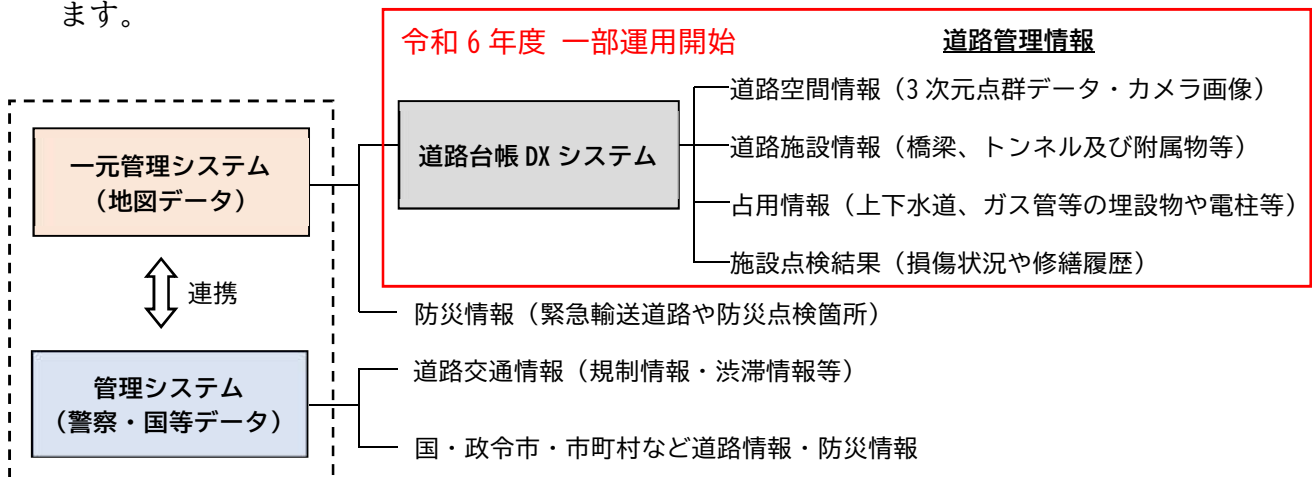 ます。
令和6年度 一部運用開始
道路管理情報
道路空間情報（3次元点群データ・カメラ画像）
一元管理システム
（地図データ）
道路台帳DXシステム
道路施設情報（橋梁、トンネル及び附属物等）
占用情報（上下水道、ガス管等の埋設物や電柱等）
施設点検結果（損傷状況や修繕履歴）
連携
防災情報（緊急輸送道路や防災点検箇所）
管理システム
（警察・国等データ）
道路交通情報（規制情報・渋滞情報等）
国・政令市・市町村など道路情報・防災情報